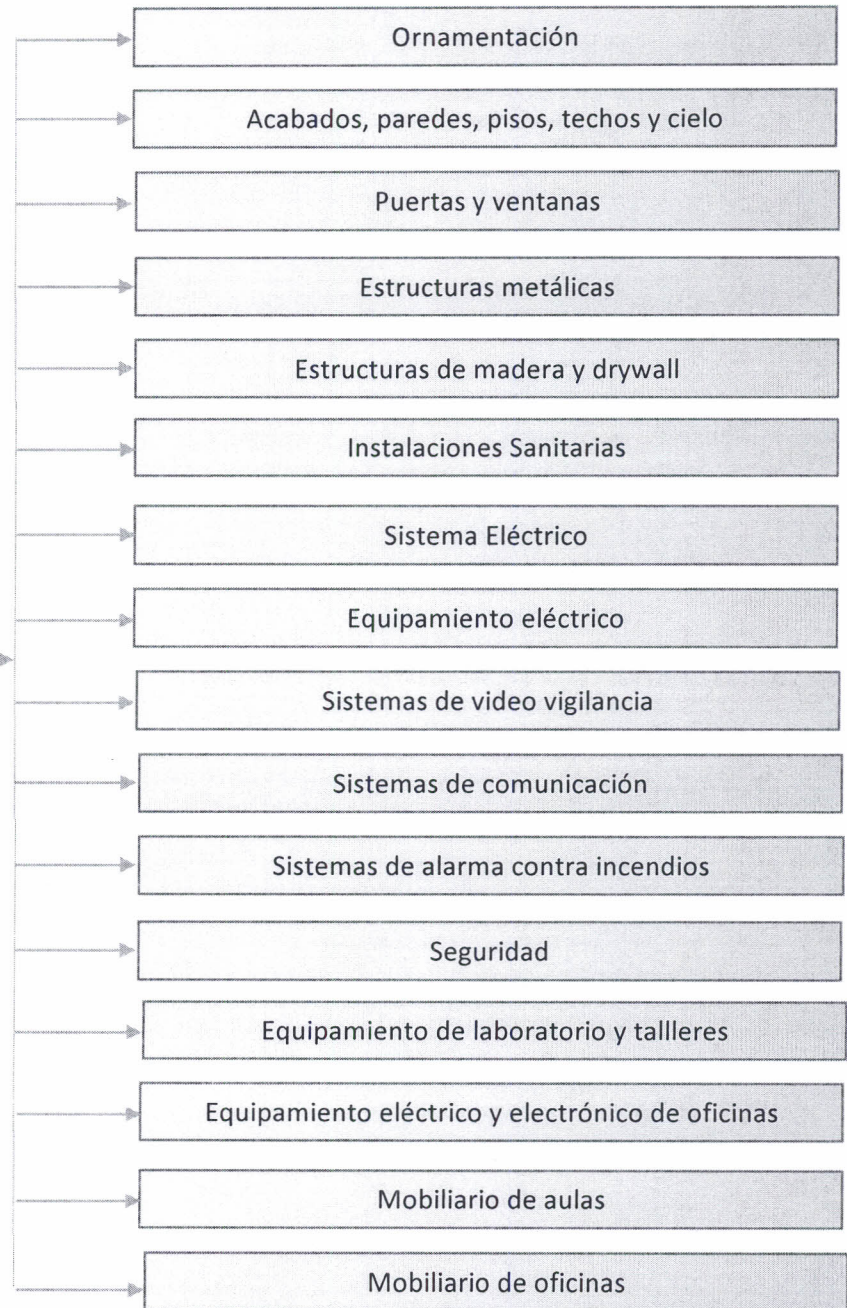 Ornamentación
Acabados, paredes, pisos, techos y cielo
Puertas y ventanas
Estructuras metálicas
Estructuras de madera y drywall
Instalaciones Sanitarias
Sistema Eléctrico
Equipamiento eléctrico
Sistemas de video vigilancia
Sistemas de comunicación
Sistemas de alarma contra incendios
Seguridad
Equipamiento de laboratorio y tallleres
Equipamiento eléctrico y electrónico de oficinas
Mobiliario de aulas
Mobiliario de oficinas